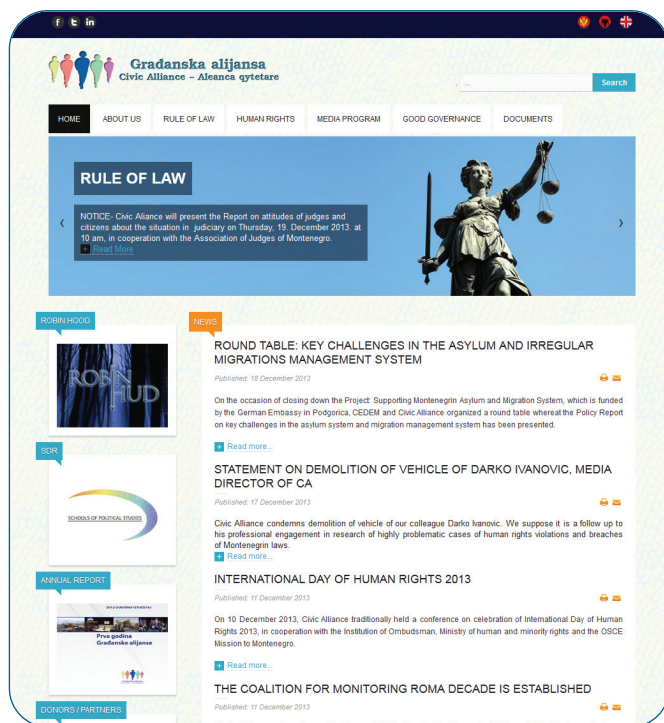 Građanska alijansa
Civic Alliance - Aleanca qytetare
...
Search
HOME
ABOUT US
RULE OF LAW
HUMAN RIGHTS
MEDIA PROGRAM
GOOD GOVERNANCE
DOCUMENTS
RULE OF LAW
NOTICE- Civic Aliance will present the Report on attitudes of judges and
citizens about the situation in judiciary on Thursday, 19. December 2013. at
10 am, in cooperation with the Association of Judges of Montenegro.
+ Read More
ROBIN HOOD
ROBIN
HUD
SDR
SCHOOLS OF POLITICAL STUDIES
ANNUAL REPORT
Prva godina
Građanske alijanse
DONORS / PARTNERS
NEWS
ROUND TABLE: KEY CHALLENGES IN THE ASYLUM AND IRREGULAR
MIGRATIONS MANAGEMENT SYSTEM
Published: 18 December 2013
On the occasion of closing down the Project: Supporting Montenegrin Asylum and Migration System, which is funded
by the German Embassy in Podgorica, CEDEM and Civic Alliance organized a round table whereat the Policy Report
on key challenges in the asylum system and migration management system has been presented.
+ Read more...
STATEMENT ON DEMOLITION OF VEHICLE OF DARKO IVANOVIC, MEDIA
DIRECTOR OF CA
Published: 17 December 2013
Civic Alliance condemns demolition of vehicle of our colleague Darko Ivanovic. We suppose it is a follow up to
his professional engagement in research of highly problematic cases of human rights violations and breaches
of Montenegrin laws.
+ Read more...
INTERNATIONAL DAY OF HUMAN RIGHTS 2013
Published: 11 December 2013
On 10 December 2013, Civic Alliance traditionally held a conference on celebration of International Day of Human
Rights 2013, in cooperation with the Institution of Ombudsman, Ministry of human and minority rights and the OSCE
Mission to Montenegro.
+ Read more...
THE COALITION FOR MONITORING ROMA DECADE IS ESTABLISHED
Published: 11 December 2013